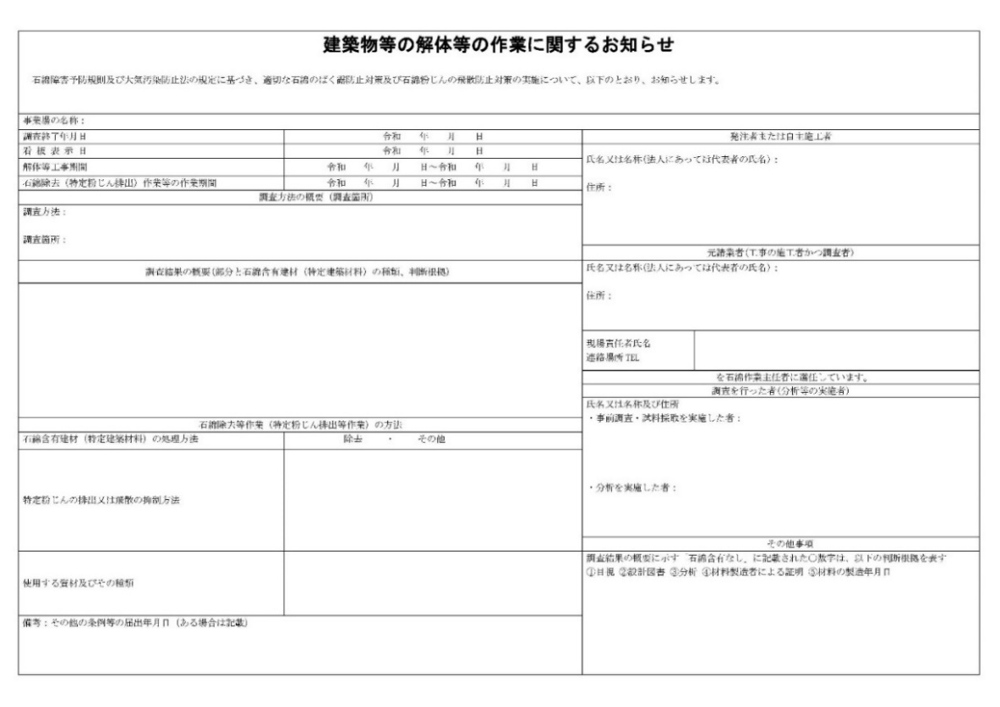 建築物等の解体等の作業に関するお知らせ
石綿障害予防規則及び大気汚染防止法の規定に基づき、適切な石綿のばく露防止対策及び石綿粉じんの飛散防止対策の実施について、以下のとおり、お知らせします。
事業場の名称：
調査終了年月日 令和 年 月 日
看板表示日 令和 年 月 日
解体等工事期間 令和 年 月 日～令和 年 月 日
石綿除去（特定粉じん排出）作業等の作業期間 令和 年 月 日～令和 年 月 日
調査方法の概要（調査箇所）
調査方法：
調査箇所：
調査結果の概要(部分と石綿含有建材（特定建築材料）の種類、判断根拠)
石綿除去等作業（特定粉じん排出等作業）の方法
石綿含有建材（特定建築材料）の処理方法 除去 ・ その他
特定粉じんの排出又は飛散の抑制方法
使用する資材及びその種類
備考：その他の条例等の届出年月日（ある場合は記載）
発注者または自主施工者
氏名又は名称(法人にあっては代表者の氏名)：
住所：
元請業者(工事の施工者かつ調査者)
氏名又は名称(法人にあっては代表者の氏名)：
住所：
現場責任者氏名
連絡場所 TEL
を石綿作業主任者に選任しています。
調査を行った者(分析等の実施者)
氏名又は名称及び住所
・事前調査・試料採取を実施した者：
・分析を実施した者：
その他事項
調査結果の概要に示す「石綿含有なし」に記載された〇数字は、以下の判断根拠を表す
①目視 ②設計図書 ③分析 ④材料製造者による証明 ⑤材料の製造年月日